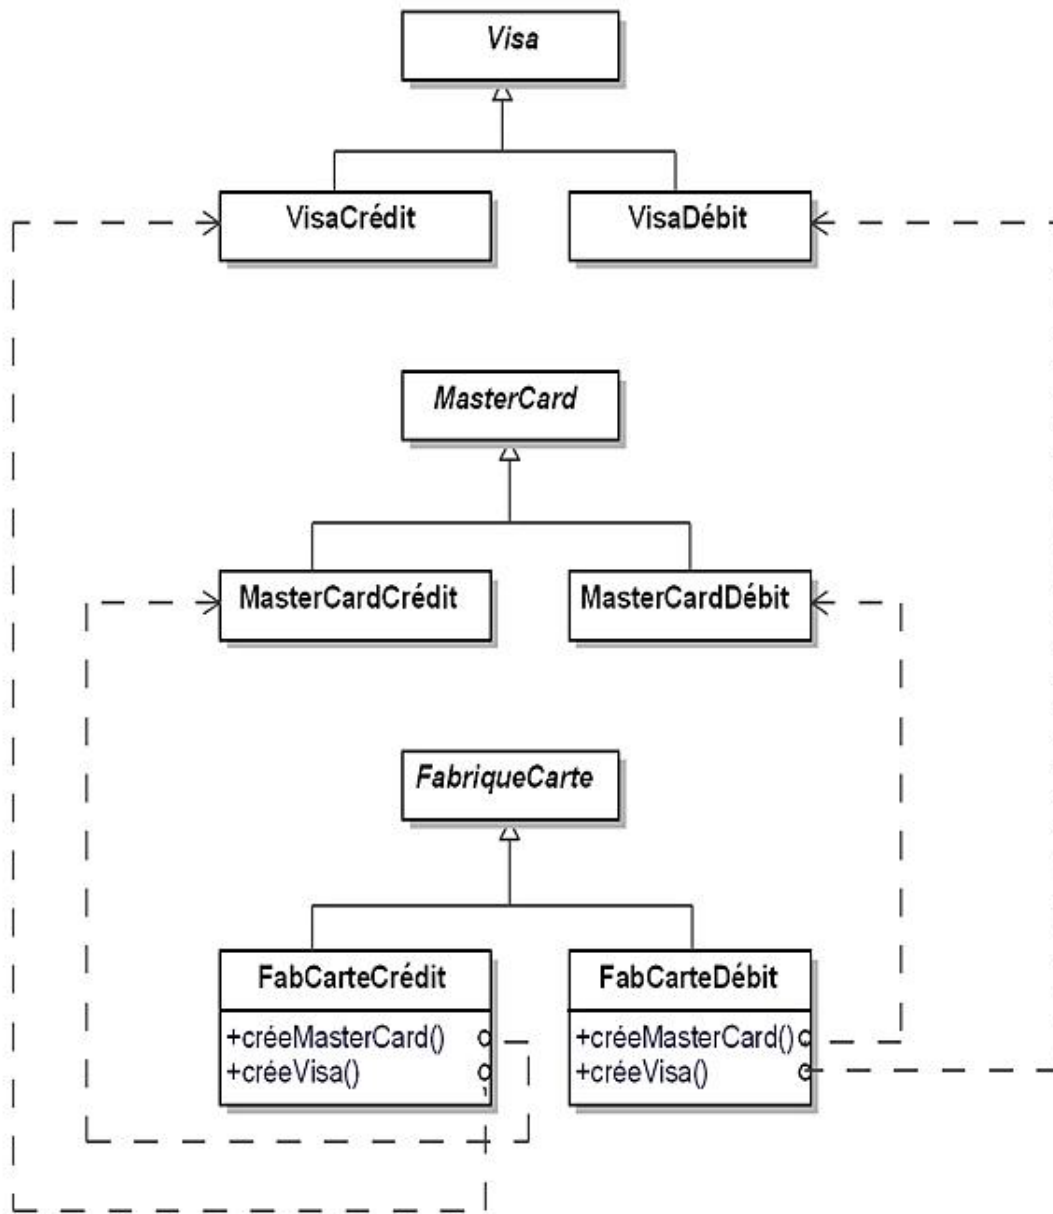 Visa
VisaCrédit
VisaDébit
MasterCard
MasterCardCrédit
MasterCardDébit
FabriqueCarte
FabCarteCrédit
+créeMasterCard()
+créeVisa()
FabCarteDébit
+créeMasterCard()
+créeVisa()